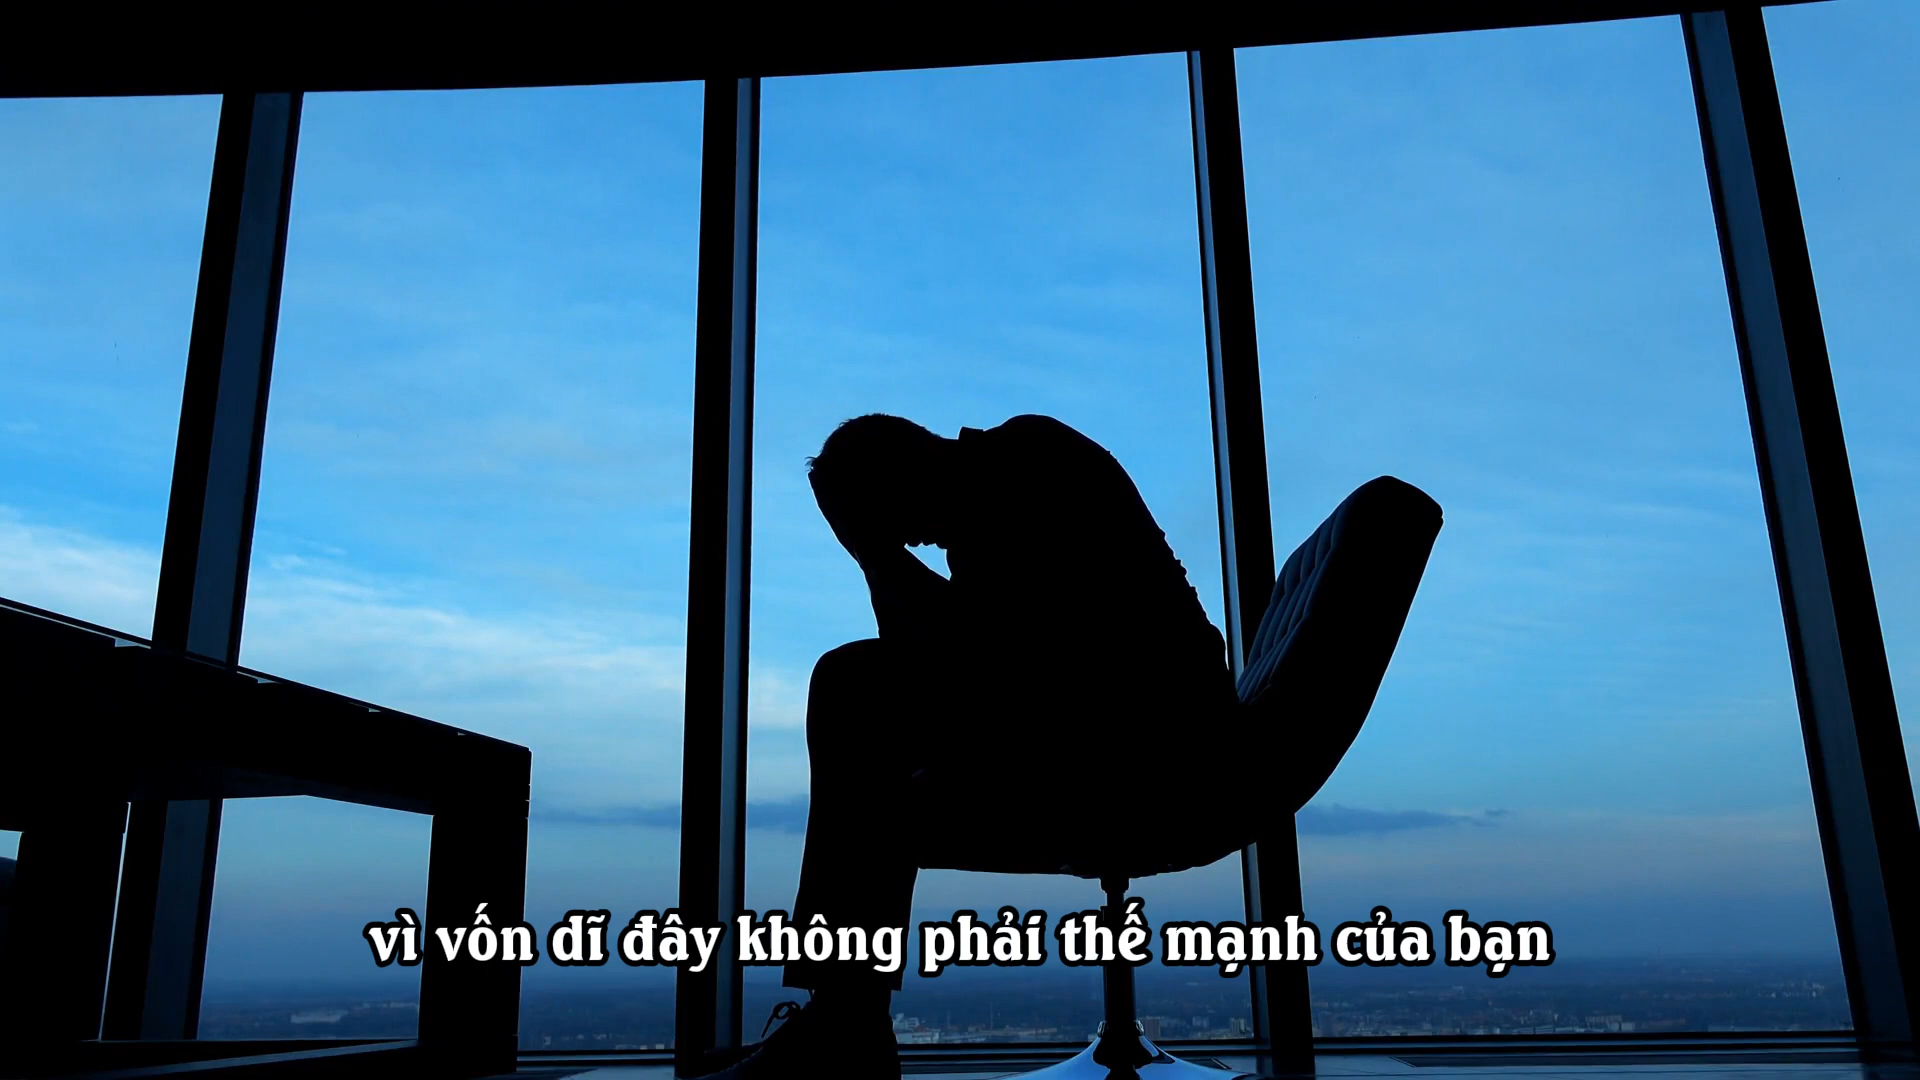 vì vốn dĩ đây không phải thế mạnh của bạn